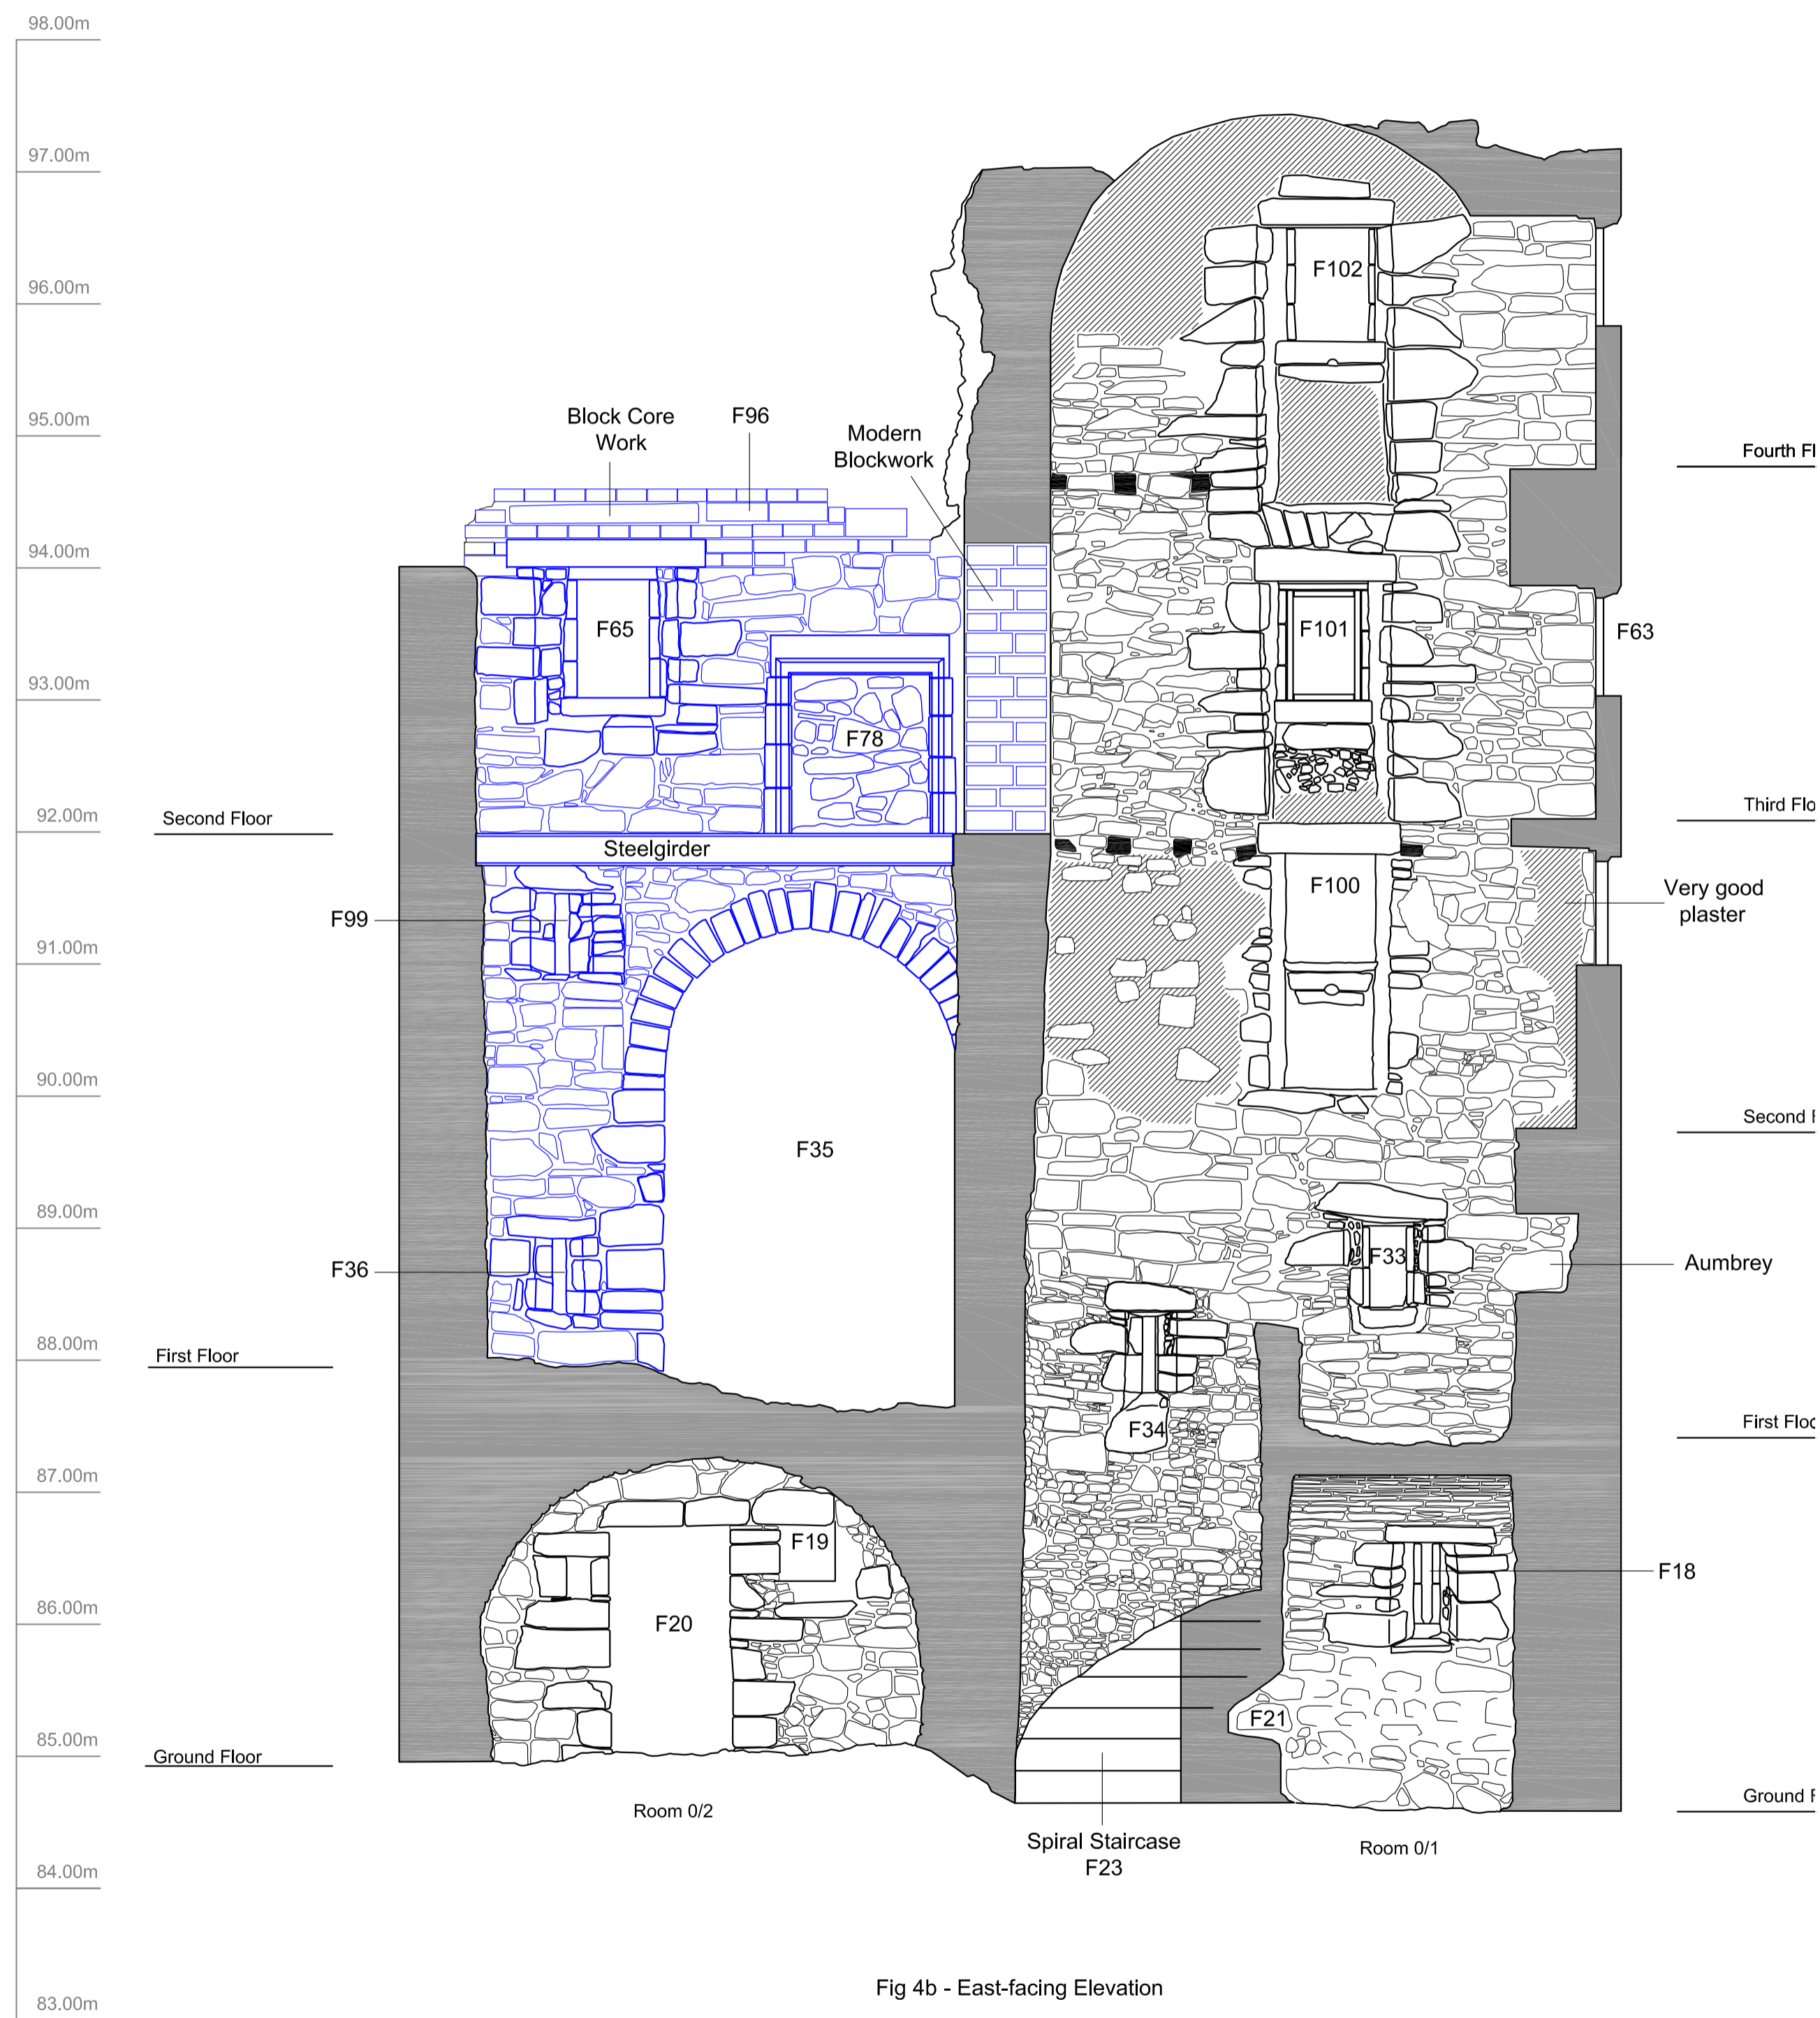 98.00m
97.00m
96.00m
95.00m
94.00m
93.00m
92.00m
91.00m
90.00m
89.00m
88.00m
87.00m
86.00m
85.00m
84.00m
83.00m
Second Floor
First Floor
Ground Floor
Block Core
Work
F96
Modern
Blockwork
F65
F78
Steelgirder
F99
F35
F36
F19
F20
Room 0/2
F102
F101
F63
F100
Very good
plaster
F33
Aumbrey
F34
F18
F21
Spiral Staircase
F23
Room 0/1
Fourth Fl
Third Flo
Second F
First Floo
Ground F
Fig 4b - East-facing Elevation